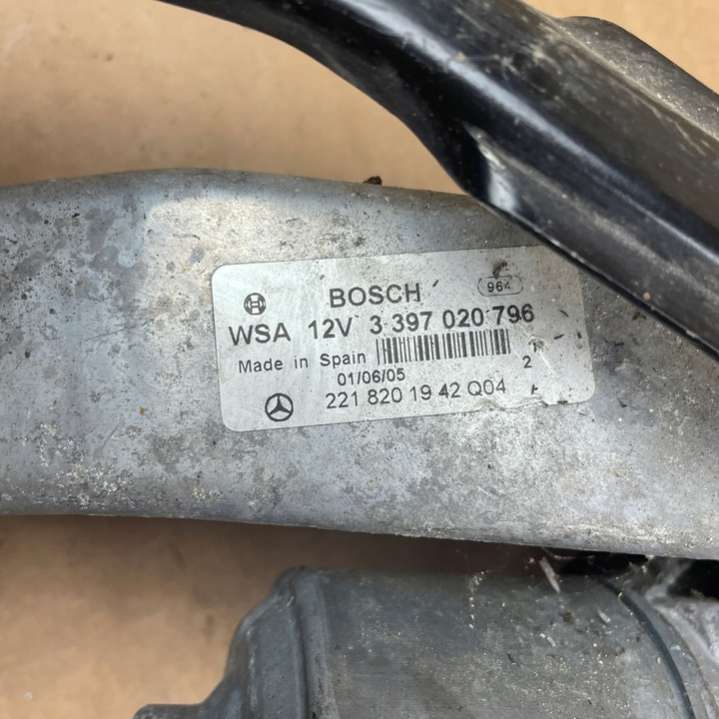 BOSCH 964
WSA 12V 3 397 020 796
Made in Spain 2
01/06/05
221 820 19 42 Q04